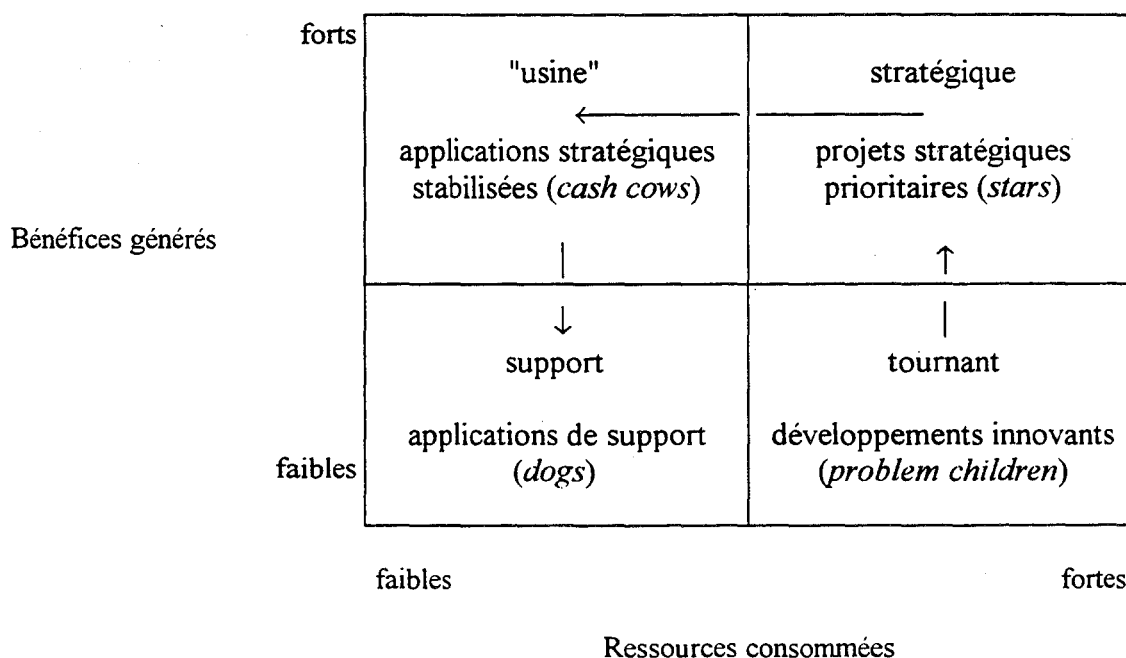 forts
"usine"
stratégique
applications stratégiques
stabilisées (cash cows)
projets stratégiques
prioritaires (stars)
Bénéfices générés
support
tournant
applications de support
(dogs)
développements innovants
(problem children)
faibles
faibles
fortes
Ressources consommées